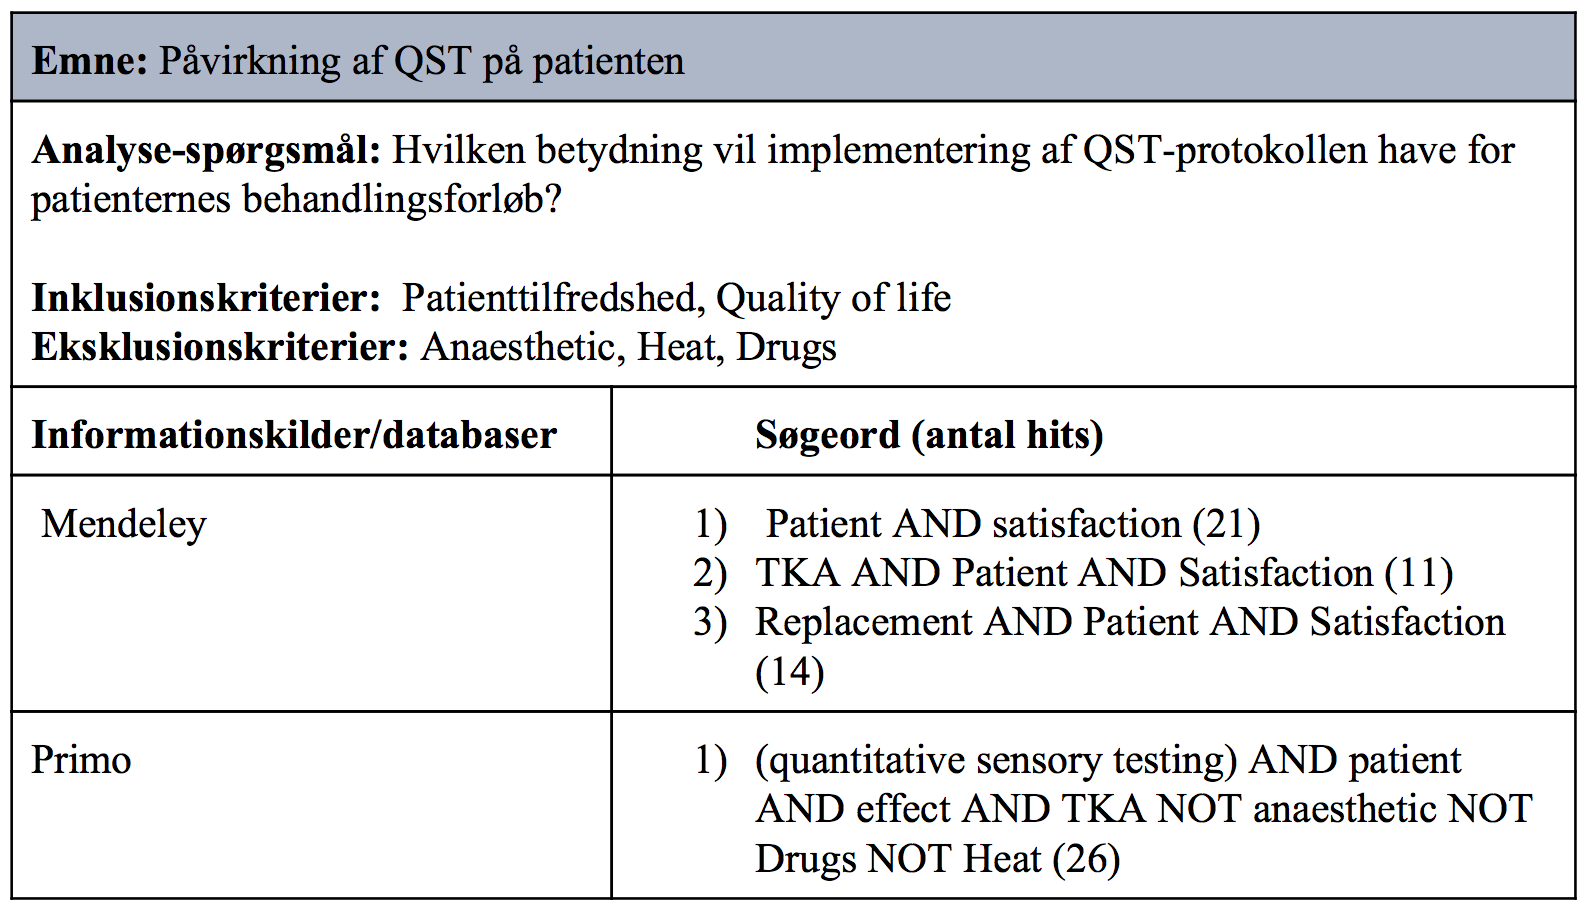 Emne: Påvirkning af QST på patienten
Analyse-spørgsmål: Hvilken betydning vil implementering af QST-protokollen have for
patienternes behandlingsforløb?
Inklusionskriterier: Patienttilfredshed, Quality of life
Eksklusionskriterier: Anaesthetic, Heat, Drugs
Informationskilder/databaser
Søgeord (antal hits)
Mendeley
1) Patient AND satisfaction (21)
2) TKA AND Patient AND Satisfaction (11)
3) Replacement AND Patient AND Satisfaction
(14)
Primo
1) (quantitative sensory testing) AND patient
AND effect AND TKA NOT anaesthetic NOT
Drugs NOT Heat (26)